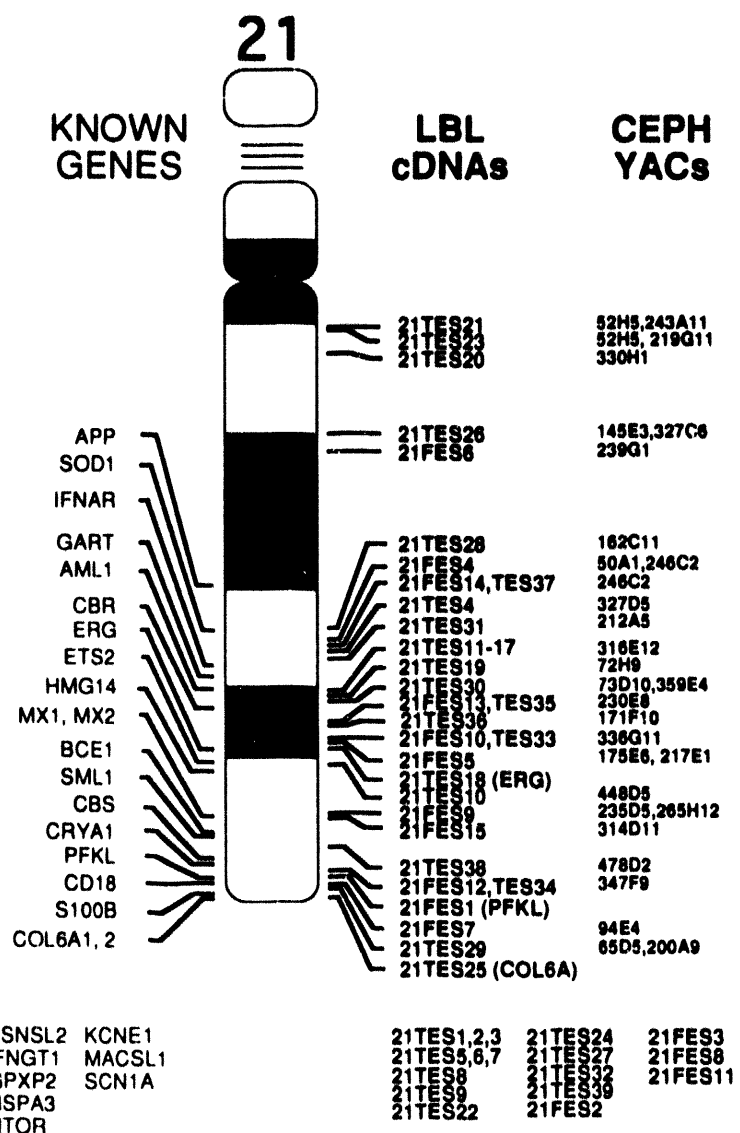 21
KNOWN
GENES
LBL
cDNAs
CEPH
YACs
21TES21 52H5,243A11
21TES23 52H5, 219G11
21TES20 330H1
APP
SOD1
IFNAR
GART
AML1
CBR
ERG
ETS2
HMG14
MX1, MX2
BCE1
SML1
CBS
CRYA1
PFKL
CD18
S100B
COL6A1, 2
21TES26 145E3,327C6
21FES6 239G1
21TES28 162C11
21FES4 50A1,246C2
21FES14,TES37 246C2
21TES4 327D5
21TES31 212A5
21TES11-17 316E12
21TES19 72H9
21TES30 73D10,359E4
21FES13,TES35 230E8
21TES36 171F10
21FES10,TES33 336G11
21FES5 175E6, 217E1
21TES18 (ERG)
21TES10 448D5
21FES9 235D5,265H12
21FES15 314D11
21TES38 478D2
21FES12,TES34 347F9
21FES1 (PFKL)
21FES7 94E4
21TES29 65D5,200A9
21TES25 (COL6A)
SNSL2 KCNE1
FNGT1 MACSL1
GPXP2 SCN1A
HSPA3
ITOR
21TES1,2,3 21TES24 21FES3
21TES5,6,7 21TES27 21FES8
21TES8 21TES32 21FES11
21TES9 21TES39
21TES22 21FES2